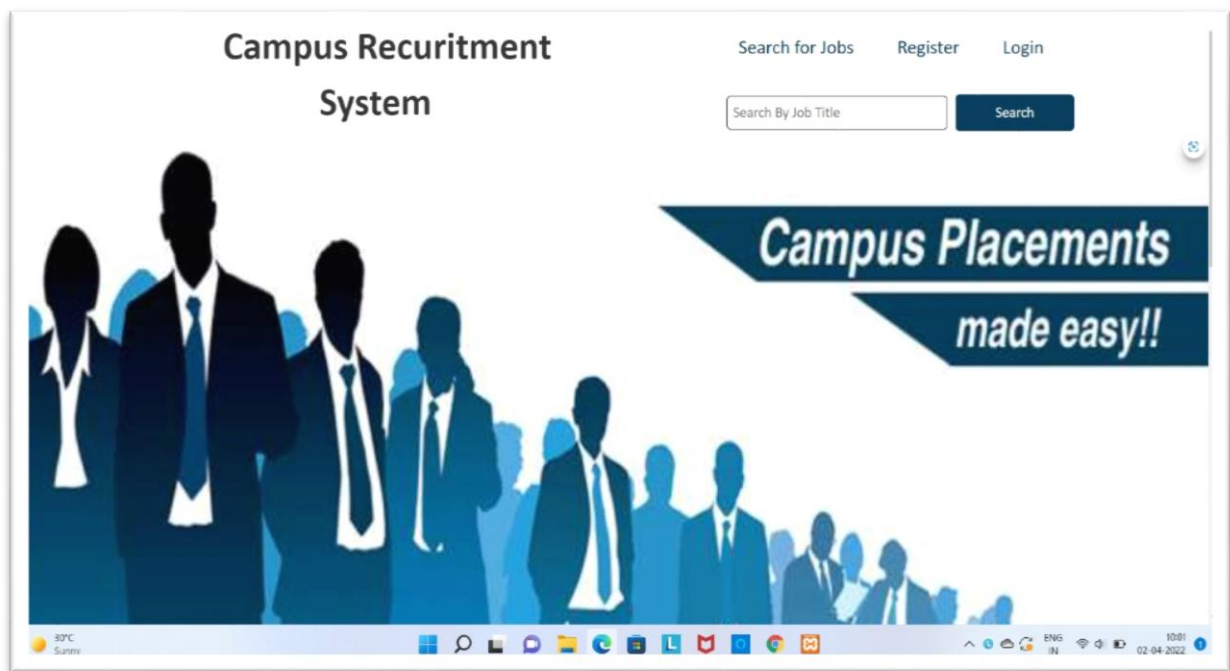 Campus Recuritment
System
Search for Jobs Register Login
Search By Job Title Search
Campus Placements
made easy!!
30°C
Sunny
ENG
IN
10:01
02-04-2022